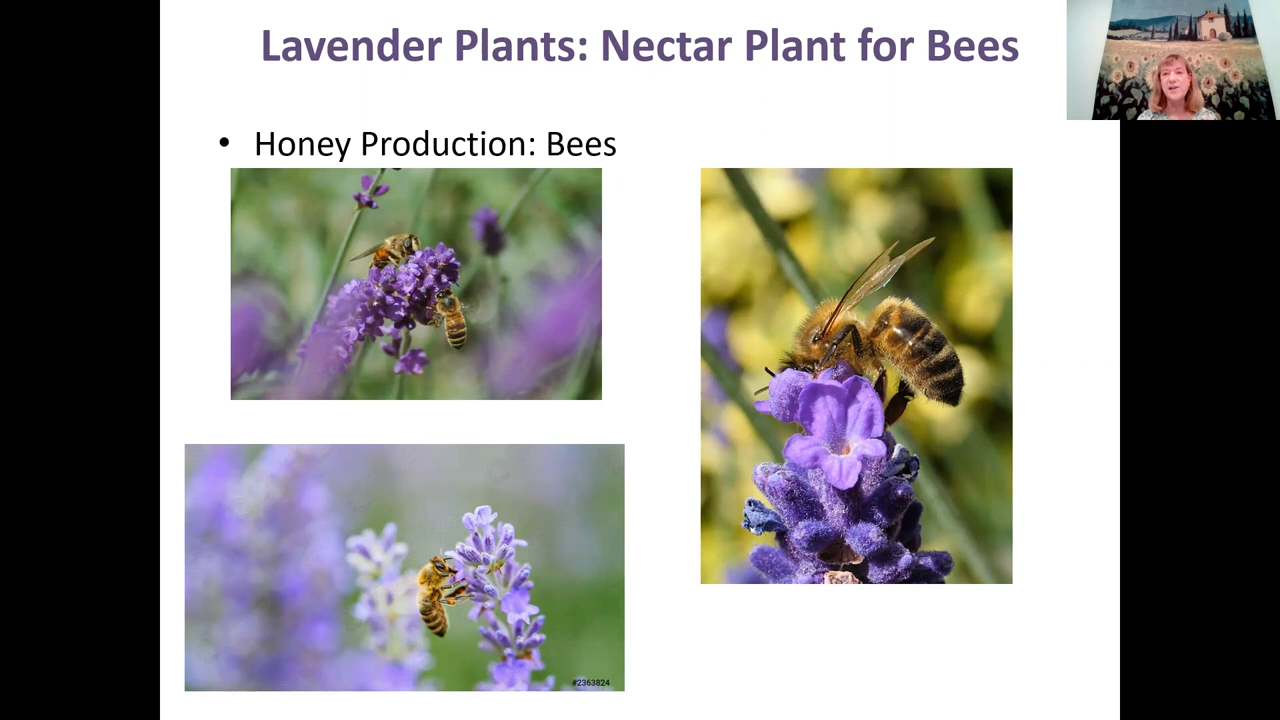 Lavender Plants: Nectar Plant for Bees
• Honey Production: Bees
#2363824